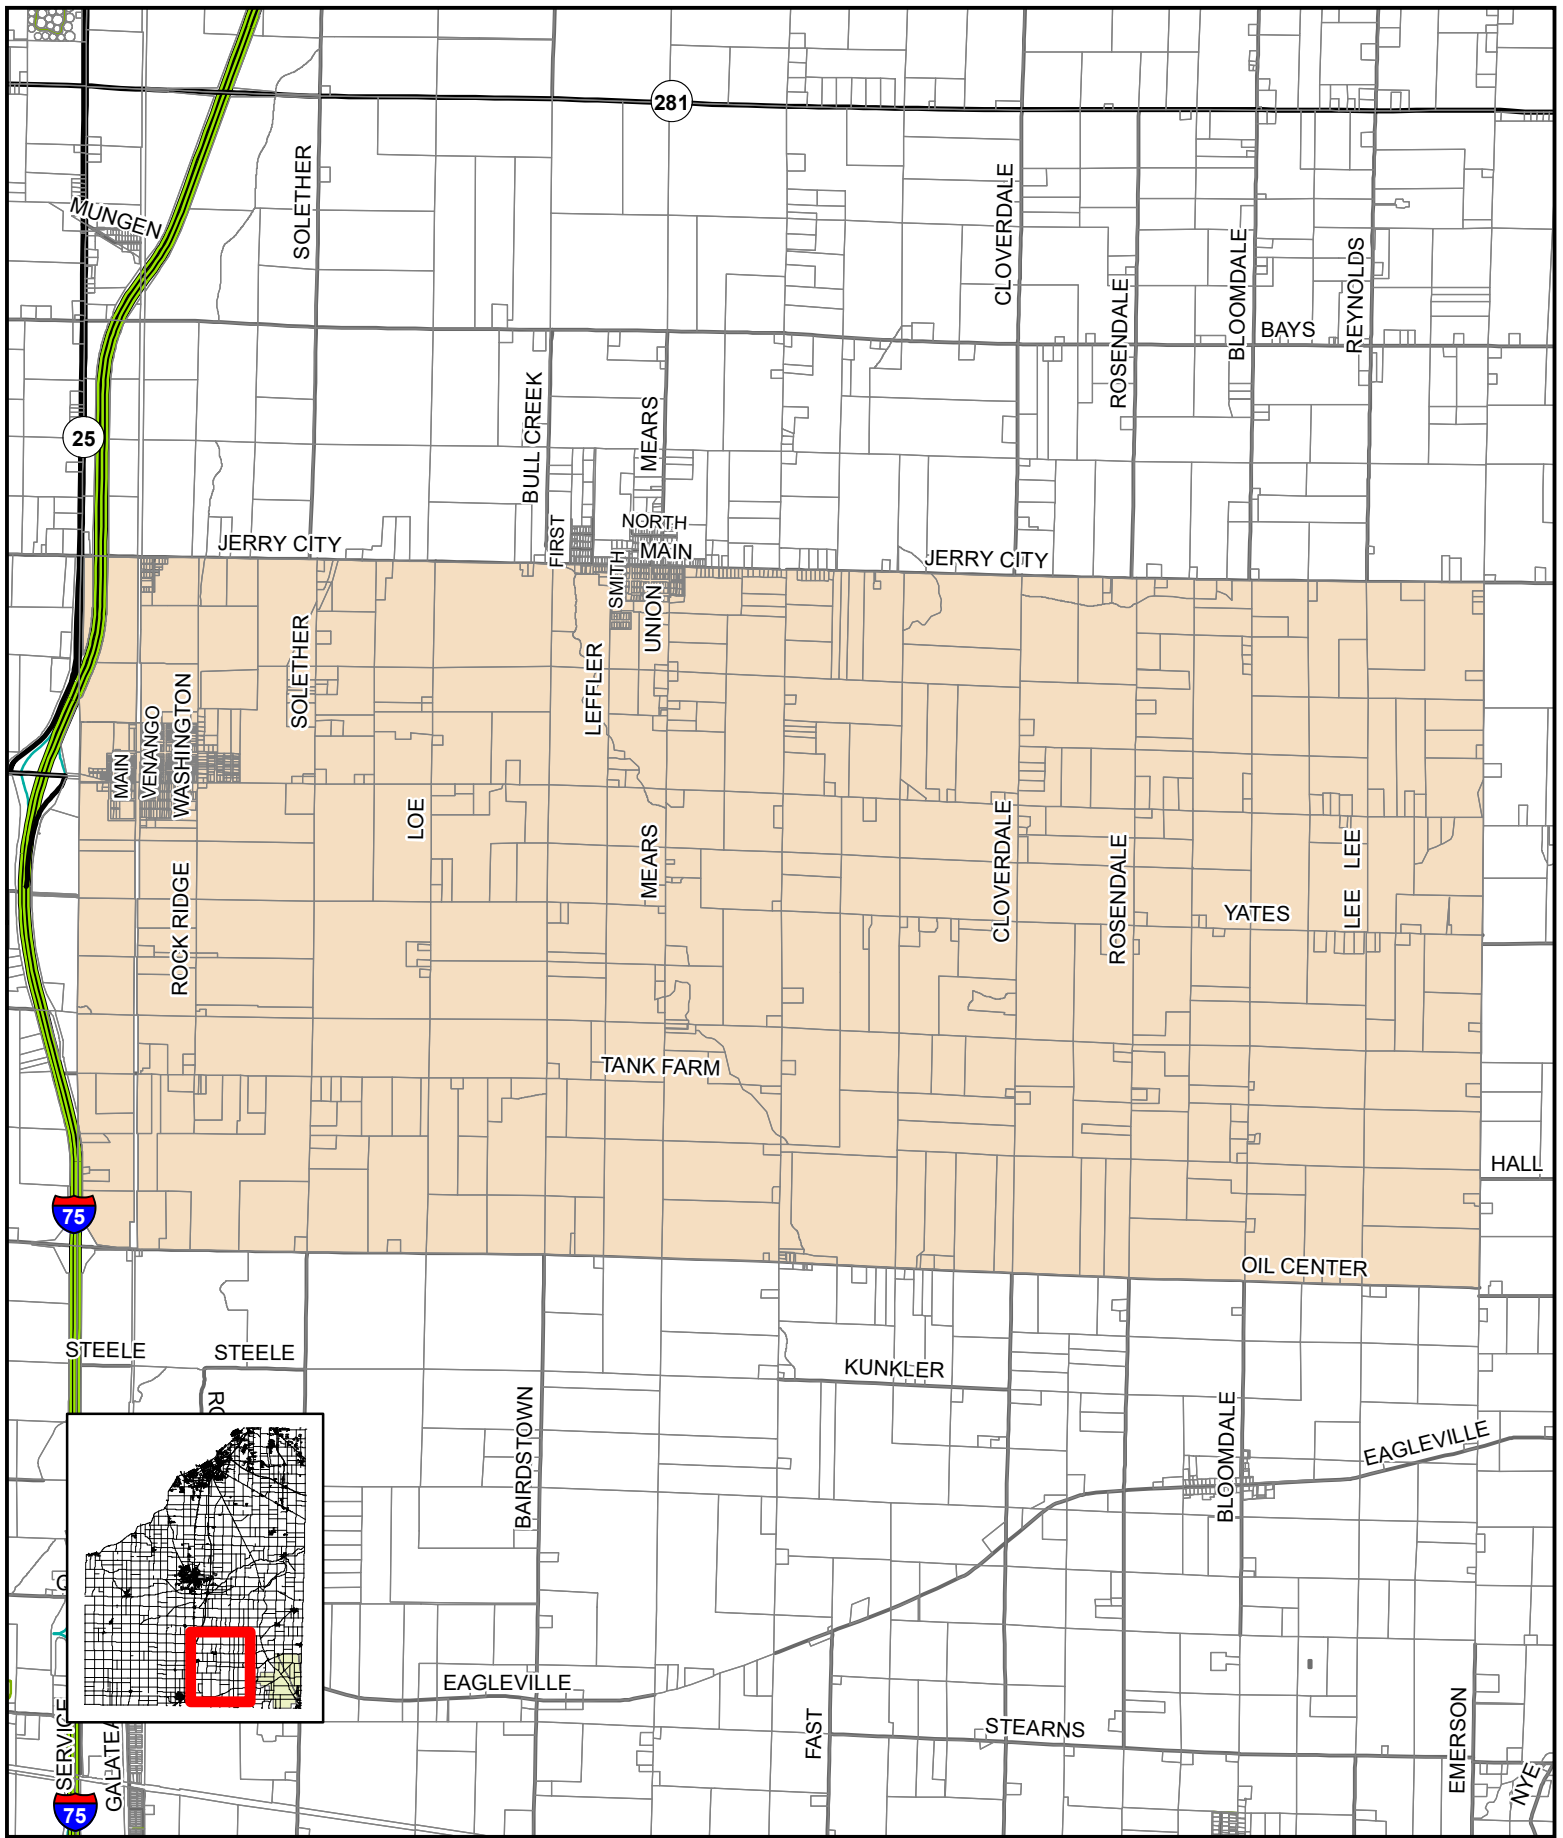 281
MUNGEN
SOLETHER
CLOVERDALE
BLOOMDALE
REYNOLDS
ROSENDALE
BAYS
BULL CREEK
MEARS
25
FIRST
NORTH
MAIN
JERRY CITY
JERRY CITY
SMITH
UNION
SOLETHER
LEFFLER
WASHINGTON
VENANGO
MAIN
LOE
MEARS
CLOVERDALE
ROSENDALE
LEE
LEE
YATES
ROCK RIDGE
TANK FARM
HALL
75
OIL CENTER
STEELE
STEELE
KUNKLER
BAIRDSTOWN
BLOOMDALE
EAGLEVILLE
EAGLEVILLE
SERVICE
FAST
STEARNS
EMERSON
NYE
75